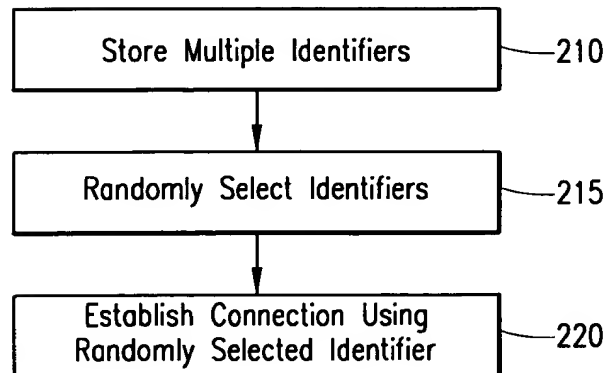 Store Multiple Identifiers
210
Randomly Select Identifiers
215
Establish Connection Using
Randomly Selected Identifier
220